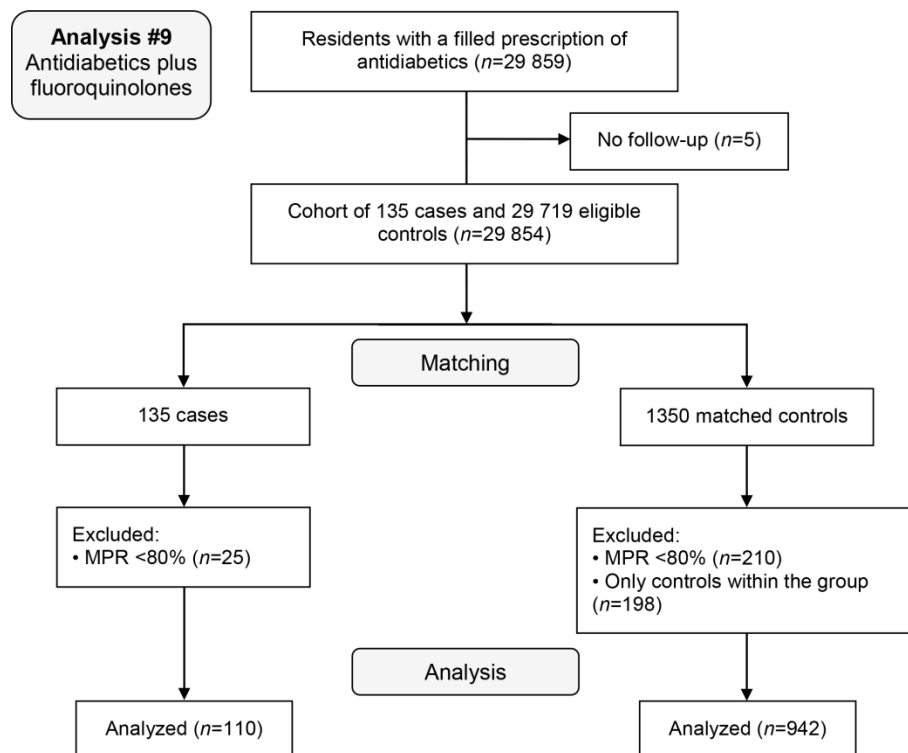 Analysis #9
Antidiabetics plus
fluoroquinolones
Residents with a filled prescription of
antidiabetics (n=29 859)
No follow-up (n=5)
Cohort of 135 cases and 29 719 eligible
controls (n=29 854)
Matching
135 cases
1350 matched controls
Excluded:
• MPR <80% (n=25)
Excluded:
• MPR <80% (n=210)
• Only controls within the group
(n=198)
Analysis
Analyzed (n=110)
Analyzed (n=942)